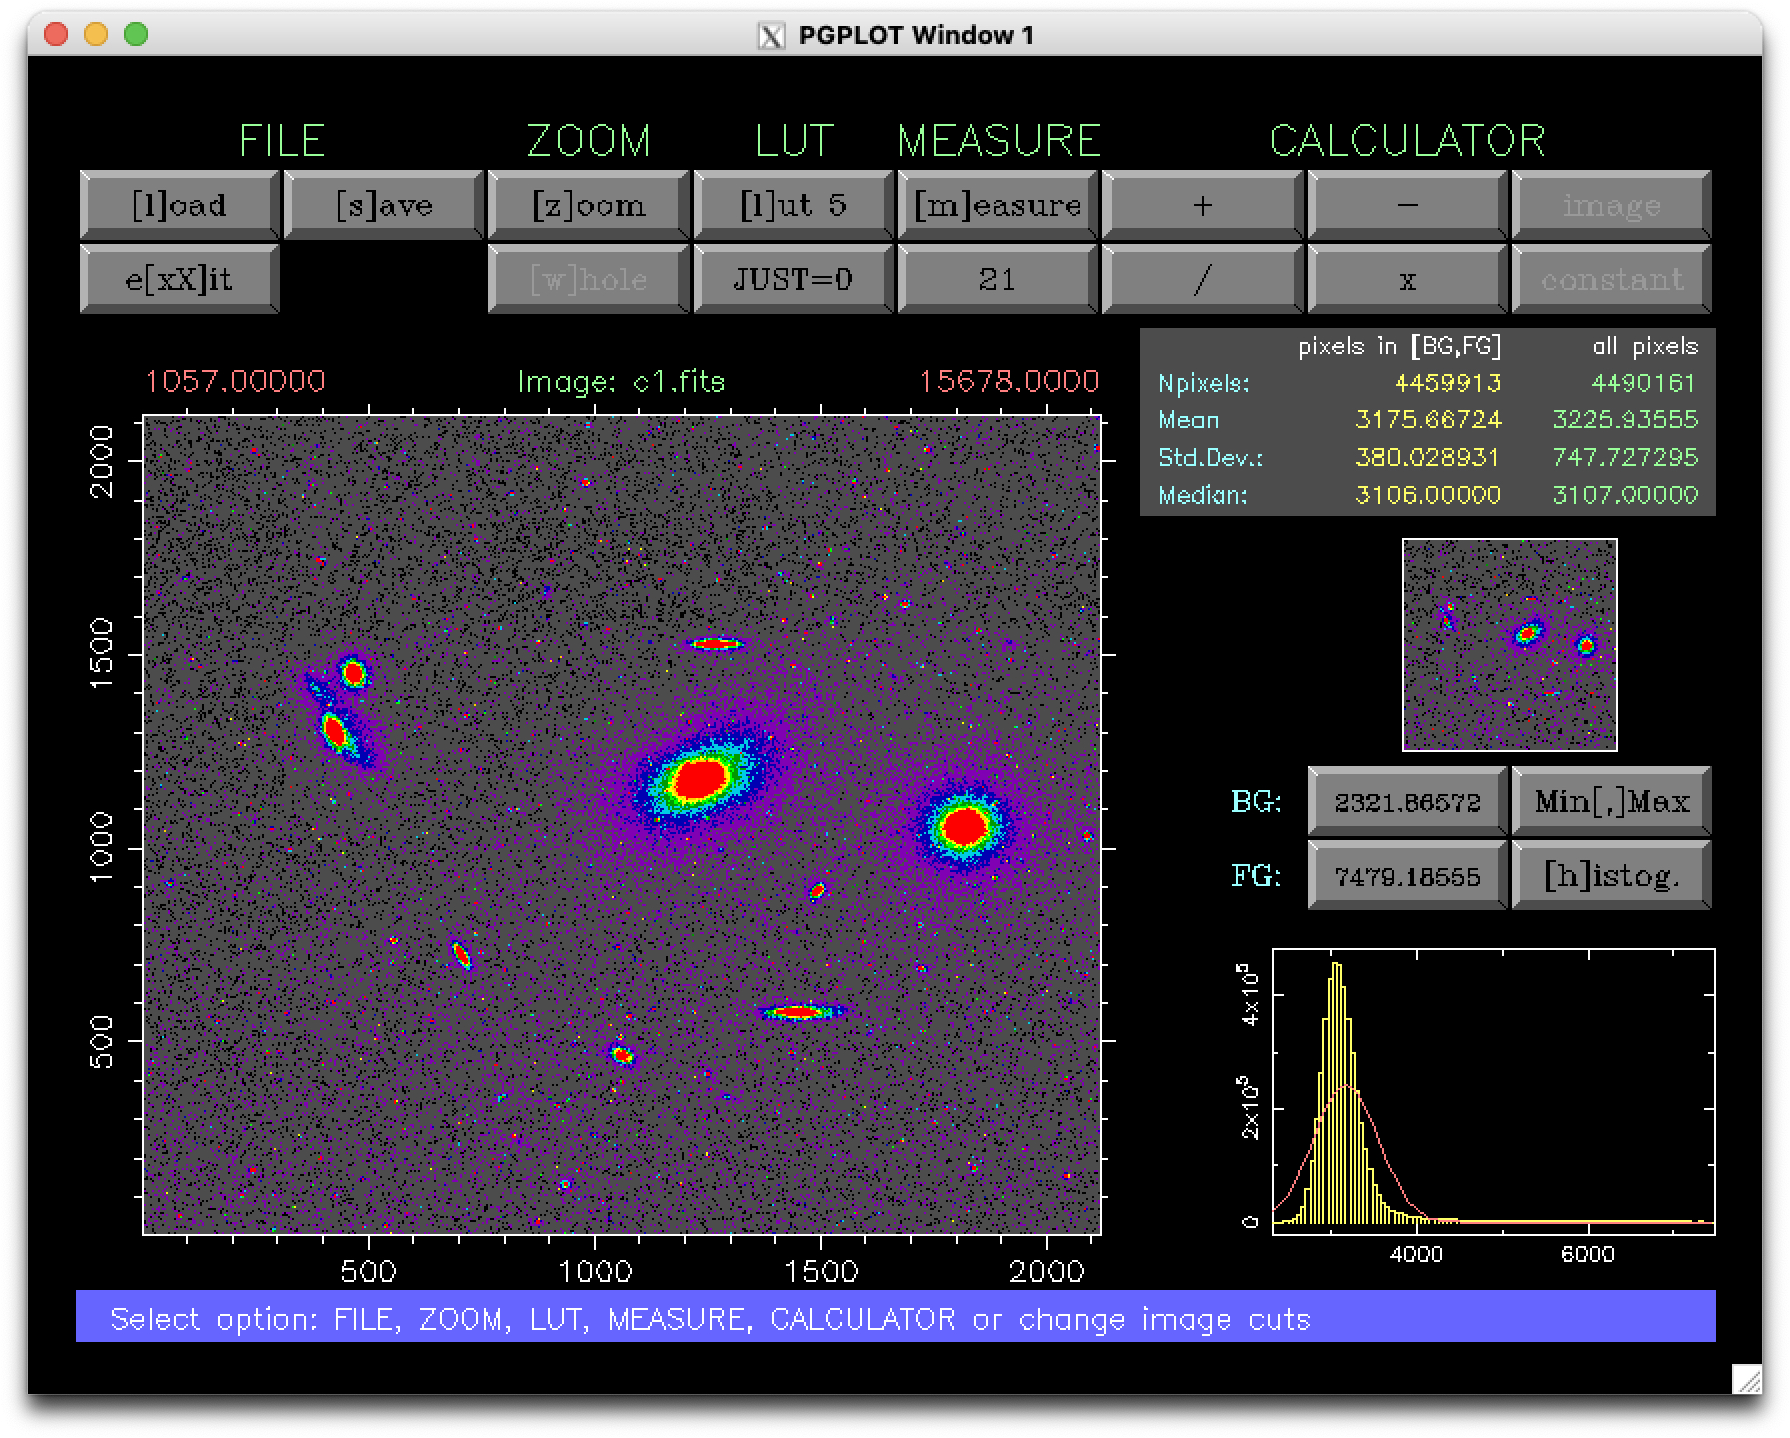 PGPLOT Window 1
FILE ZOOM LUT MEASURE CALCULATOR
[l]oad [s]ave [z]oom [l]ut 5 [m]easure + − image
e[xX]it [w]hole JUST=0 21 / x constant
pixels in [BG,FG] all pixels
Npixels: 4459913 4490161
Mean 3175.66724 3225.93555
Std.Dev.: 380.028931 747.727295
Median: 3106.00000 3107.00000
1057.00000 Image: c1.fits 15678.0000
2000
1500
1000
500
500 1000 1500 2000
BG: 2321.86572 Min[,]Max
FG: 7479.18555 [h]istog.
4×10⁵
2×10⁵
0
4000 6000
Select option: FILE, ZOOM, LUT, MEASURE, CALCULATOR or change image cuts